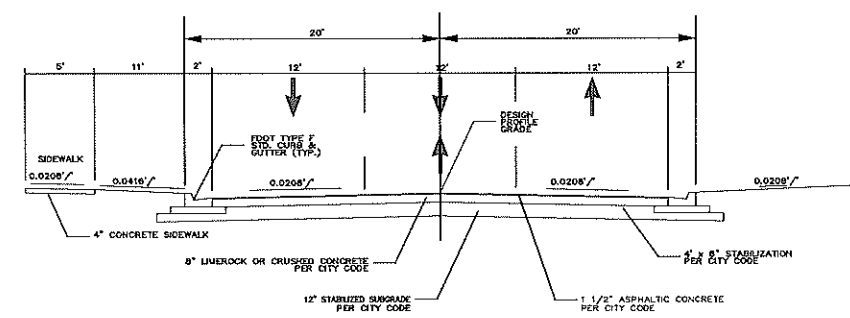 20' 20'
5' 11' 2' 12' 12' 12' 2'
DESIGN
PROFILE
GRADE
FDOT TYPE F
STD. CURB &
GUTTER (TYP.)
SIDEWALK
0.0208'/' 0.0416'/' 0.0208'/' 0.0208'/' 0.0208'/'
4" CONCRETE SIDEWALK
8" LIMEROCK OR CRUSHED CONCRETE
PER CITY CODE
4' x 6" STABILIZATION
PER CITY CODE
12" STABILIZED SUBGRADE
PER CITY CODE
1 1/2" ASPHALTIC CONCRETE
PER CITY CODE